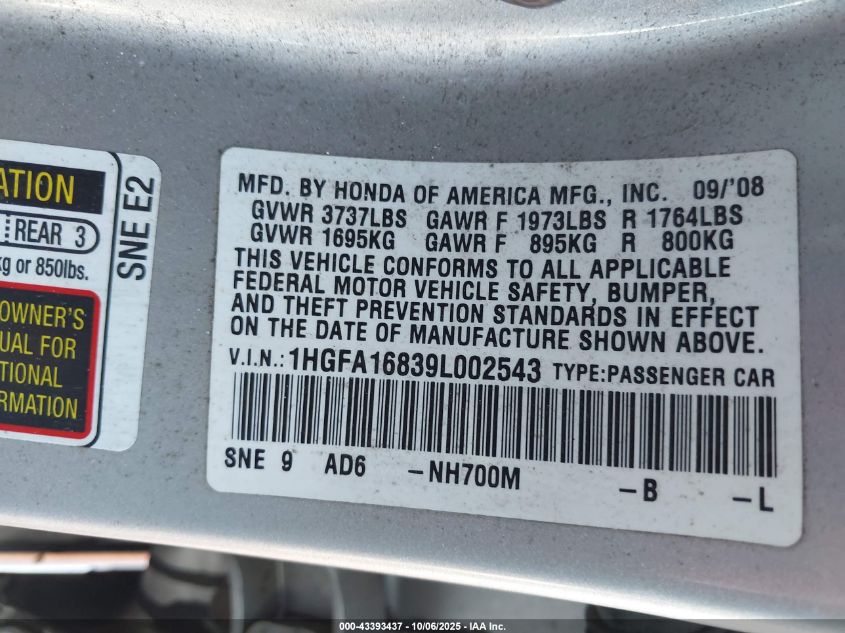 ATION
REAR 3
kg or 850lbs.
OWNER'S
UAL FOR
TIONAL
ORMATION
SNE E2
MFD. BY HONDA OF AMERICA MFG., INC. 09/'08
GVWR 3737LBS GAWR F 1973LBS R 1764LBS
GVWR 1695KG GAWR F 895KG R 800KG
THIS VEHICLE CONFORMS TO ALL APPLICABLE
FEDERAL MOTOR VEHICLE SAFETY, BUMPER,
AND THEFT PREVENTION STANDARDS IN EFFECT
ON THE DATE OF MANUFACTURE SHOWN ABOVE.
V.I.N.: 1HGFA16839L002543 TYPE:PASSENGER CAR
SNE 9 AD6 -NH700M -B -L
000-43393437 - 10/06/2025 - IAA Inc.